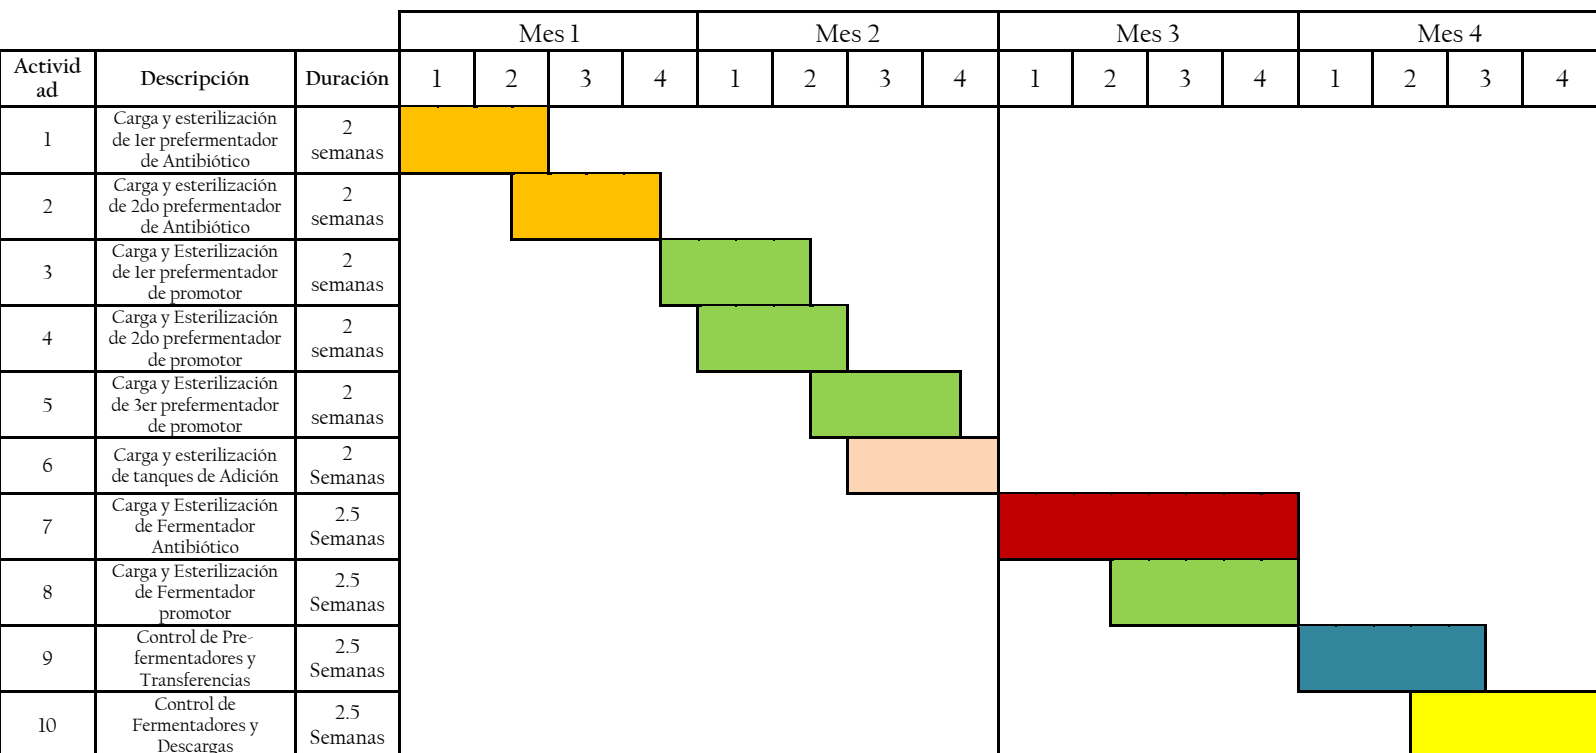 Mes 1 Mes 2 Mes 3 Mes 4
Activid
ad
Descripción
Duración
1 2 3 4 1 2 3 4 1 2 3 4 1 2 3 4
1
Carga y esterilización
de 1er prefermentador
de Antibiótico
2
semanas
2
Carga y esterilización
de 2do prefermentador
de Antibiótico
2
semanas
3
Carga y Esterilización
de 1er prefermentador
de promotor
2
semanas
4
Carga y Esterilización
de 2do prefermentador
de promotor
2
semanas
5
Carga y Esterilización
de 3er prefermentador
de promotor
2
semanas
6
Carga y esterilización
de tanques de Adición
2
Semanas
7
Carga y Esterilización
de Fermentador
Antibiótico
2.5
Semanas
8
Carga y Esterilización
de Fermentador
promotor
2.5
Semanas
9
Control de Pre-
fermentadores y
Transferencias
2.5
Semanas
10
Control de
Fermentadores y
Descargas
2.5
Semanas